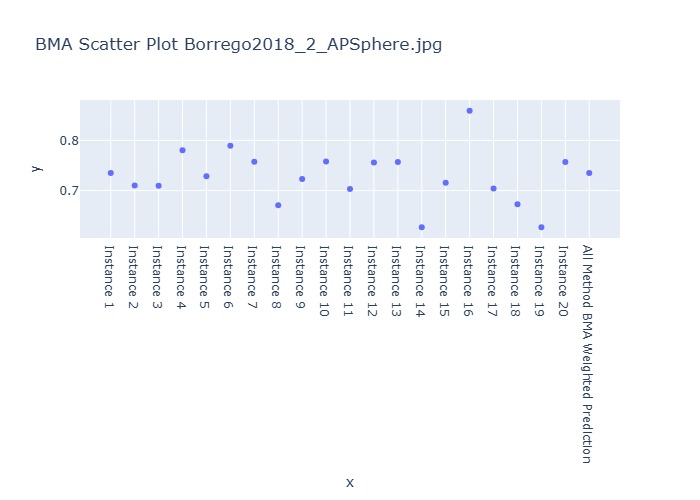 BMA Scatter Plot Borrego2018_2_APSphere.jpg
y
0.8
0.7
Instance 1
Instance 2
Instance 3
Instance 4
Instance 5
Instance 6
Instance 7
Instance 8
Instance 9
Instance 10
Instance 11
Instance 12
Instance 13
Instance 14
Instance 15
Instance 16
Instance 17
Instance 18
Instance 19
Instance 20
All Method BMA Weighted Prediction
x